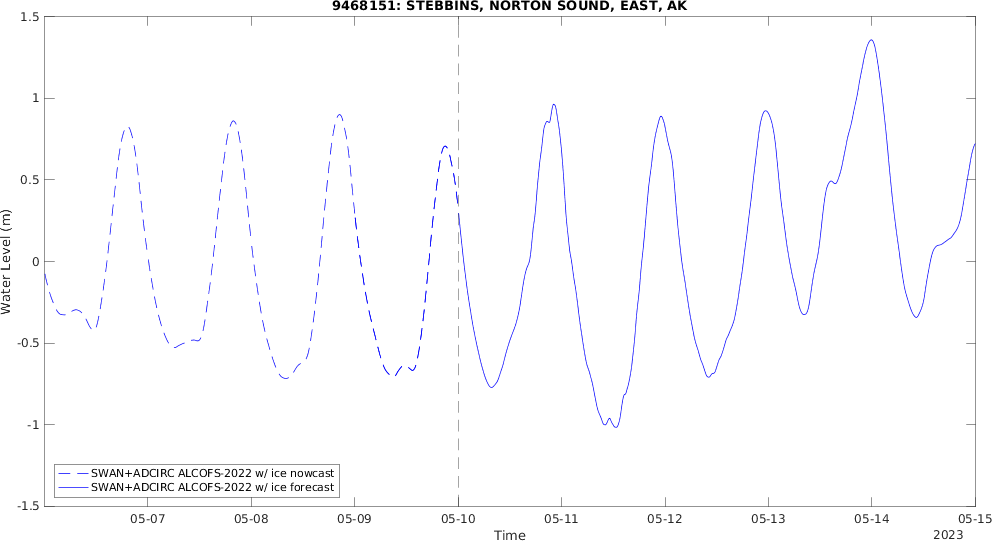 9468151: STEBBINS, NORTON SOUND, EAST, AK
1.5
1
0.5
0
-0.5
-1
-1.5
Water Level (m)
SWAN+ADCIRC ALCOFS-2022 w/ ice nowcast
SWAN+ADCIRC ALCOFS-2022 w/ ice forecast
05-07 05-08 05-09 05-10 05-11 05-12 05-13 05-14 05-15
Time
2023